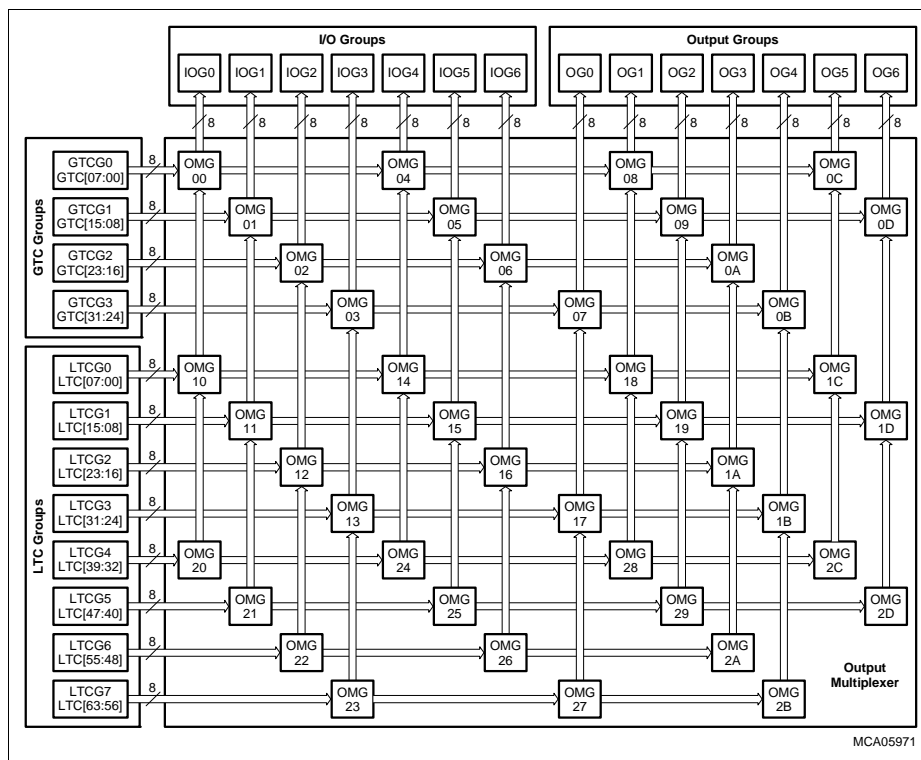 I/O Groups Output Groups
IOG0 IOG1 IOG2 IOG3 IOG4 IOG5 IOG6 OG0 OG1 OG2 OG3 OG4 OG5 OG6
8 8 8 8 8 8 8 8 8 8 8 8 8 8
GTC Groups
GTCG0 8 OMG OMG OMG OMG
GTC[07:00] 00 04 08 0C
GTCG1 8 OMG OMG OMG OMG
GTC[15:08] 01 05 09 0D
GTCG2 8 OMG OMG OMG
GTC[23:16] 02 06 0A
GTCG3 8 OMG OMG OMG
GTC[31:24] 03 07 0B
LTC Groups
LTCG0 8 OMG OMG OMG OMG
LTC[07:00] 10 14 18 1C
LTCG1 8 OMG OMG OMG OMG
LTC[15:08] 11 15 19 1D
LTCG2 8 OMG OMG OMG
LTC[23:16] 12 16 1A
LTCG3 8 OMG OMG OMG
LTC[31:24] 13 17 1B
LTCG4 8 OMG OMG OMG OMG
LTC[39:32] 20 24 28 2C
LTCG5 8 OMG OMG OMG OMG
LTC[47:40] 21 25 29 2D
LTCG6 8 OMG OMG OMG
LTC[55:48] 22 26 2A
LTCG7 8 OMG OMG OMG
LTC[63:56] 23 27 2B
Output
Multiplexer
MCA05971